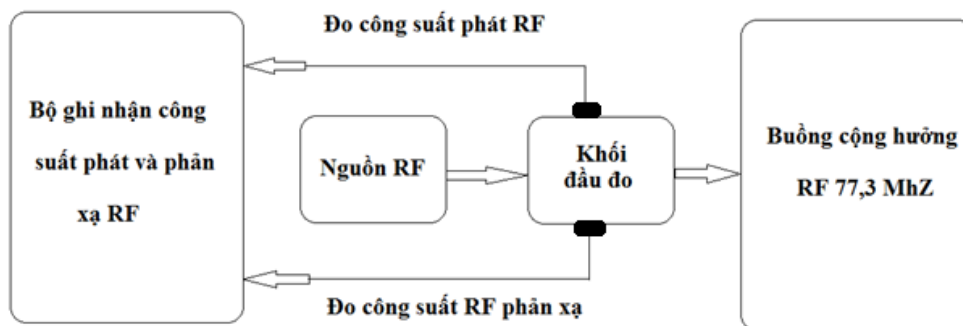 Đo công suất phát RF
Bộ ghi nhận công
suất phát và phản
xạ RF
Nguồn RF
Khối
đầu đo
Buồng cộng hưởng
RF 77,3 MhZ
Đo công suất RF phản xạ